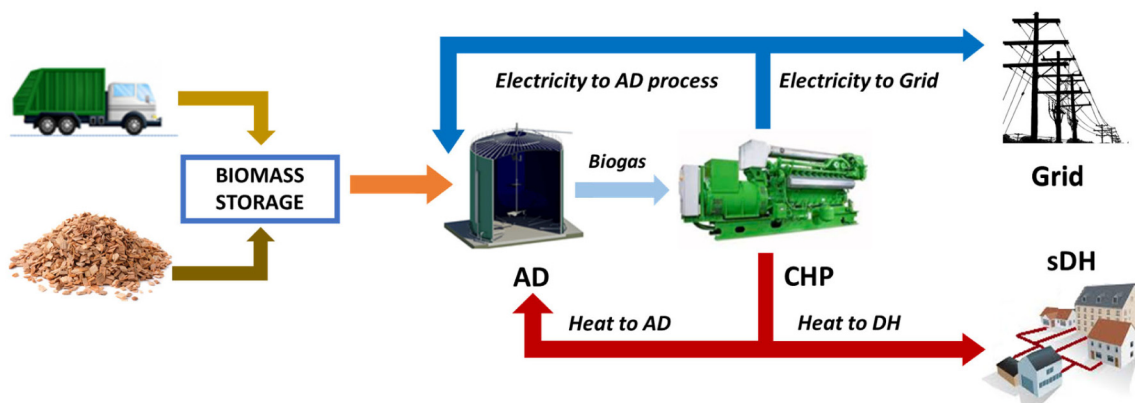 Electricity to AD process
Electricity to Grid
BIOMASS
STORAGE
Biogas
Grid
AD
CHP
sDH
Heat to AD
Heat to DH